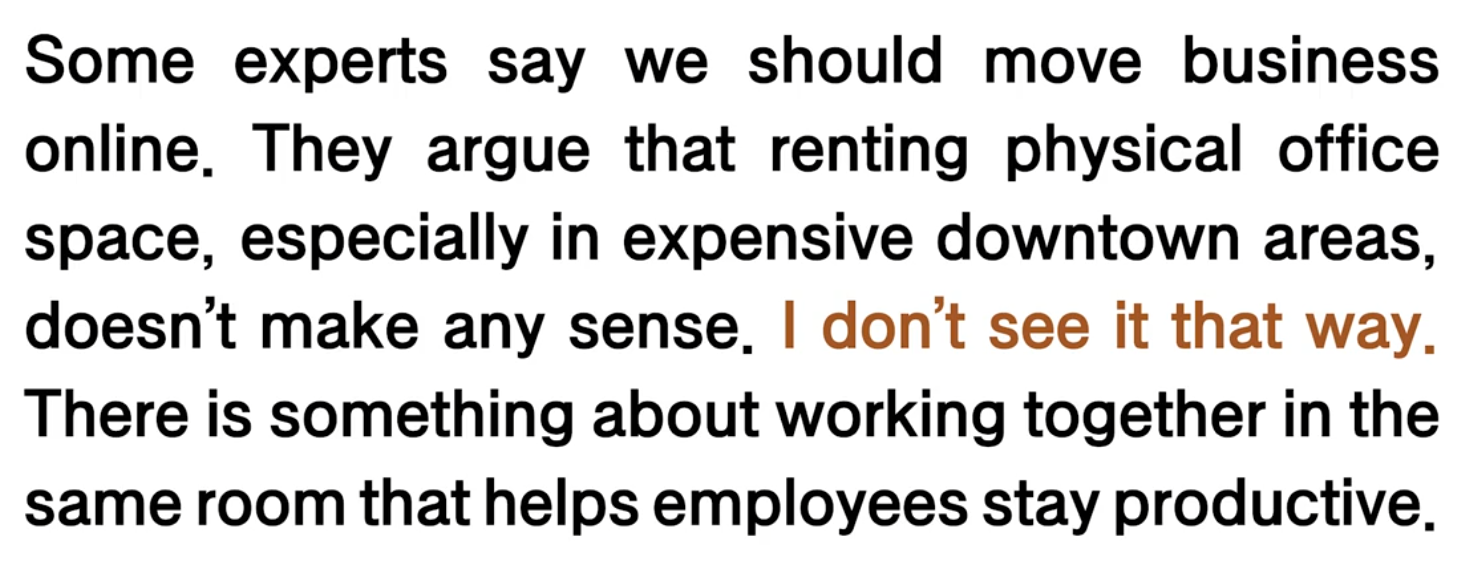 Some experts say we should move business
online. They argue that renting physical office
space, especially in expensive downtown areas,
doesn’t make any sense. I don’t see it that way.
There is something about working together in the
same room that helps employees stay productive.